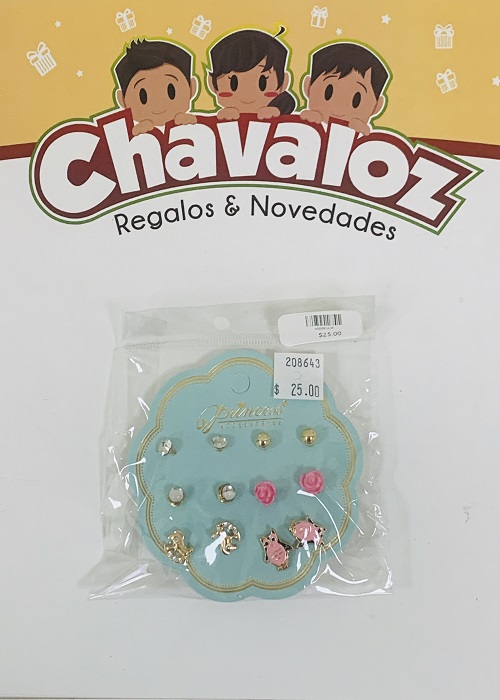 Chavaloz
Regalos & Novedades
$25.00
208643
$ 25.00